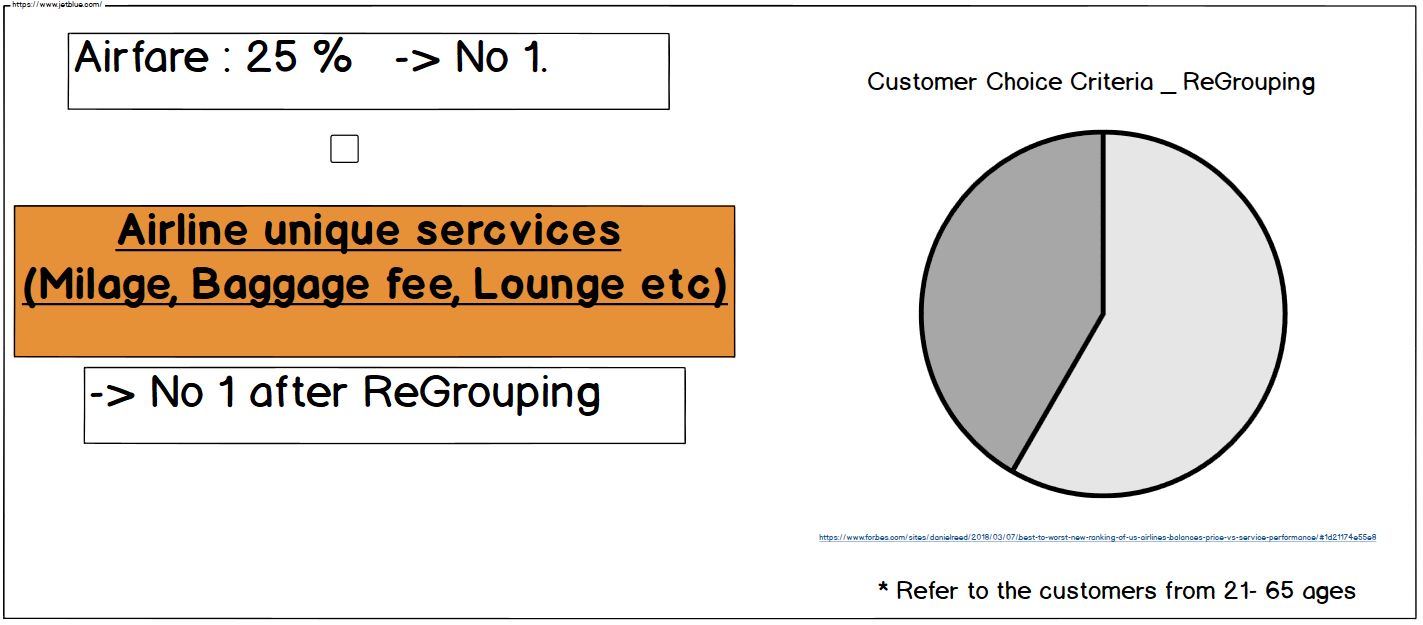 https://www.jetblue.com/
Airfare : 25 % -> No 1.
Airline unique sercvices
(Milage, Baggage fee, Lounge etc)
-> No 1 after ReGrouping
Customer Choice Criteria _ ReGrouping
https://www.forbes.com/sites/danielreed/2018/03/07/best-to-worst-new-ranking-of-us-airlines-balances-price-vs-service-performance/#1d21174e55e8
* Refer to the customers from 21- 65 ages